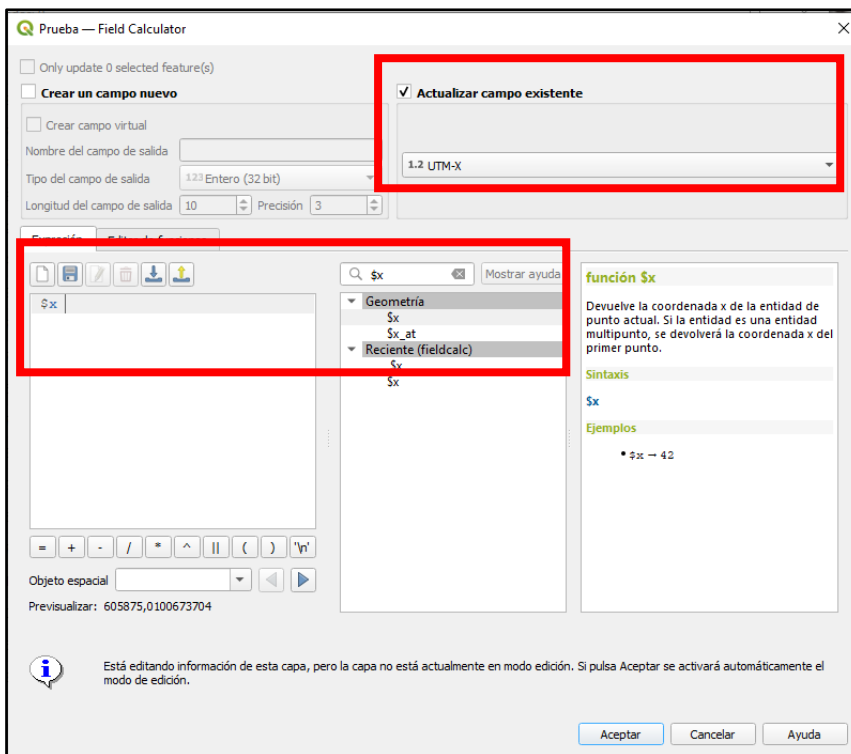 Prueba — Field Calculator
Only update 0 selected feature(s)
Crear un campo nuevo
Crear campo virtual
Nombre del campo de salida
Tipo del campo de salida
123 Entero (32 bit)
Longitud del campo de salida
10
Precisión
3
Actualizar campo existente
1.2 UTM-X
Expresión
$x
= + - / * ^ || ( ) '\n'
Objeto espacial
Previsualizar: 605875,0100673704
$x
Mostrar ayuda
Geometría
$x
$x_at
Reciente (fieldcalc)
$x
$x
función $x
Devuelve la coordenada x de la entidad de
punto actual. Si la entidad es una entidad
multipunto, se devolverá la coordenada x del
primer punto.
Sintaxis
$x
Ejemplos
• $x → 42
Está editando información de esta capa, pero la capa no está actualmente en modo edición. Si pulsa Aceptar se activará automáticamente el
modo de edición.
Aceptar
Cancelar
Ayuda